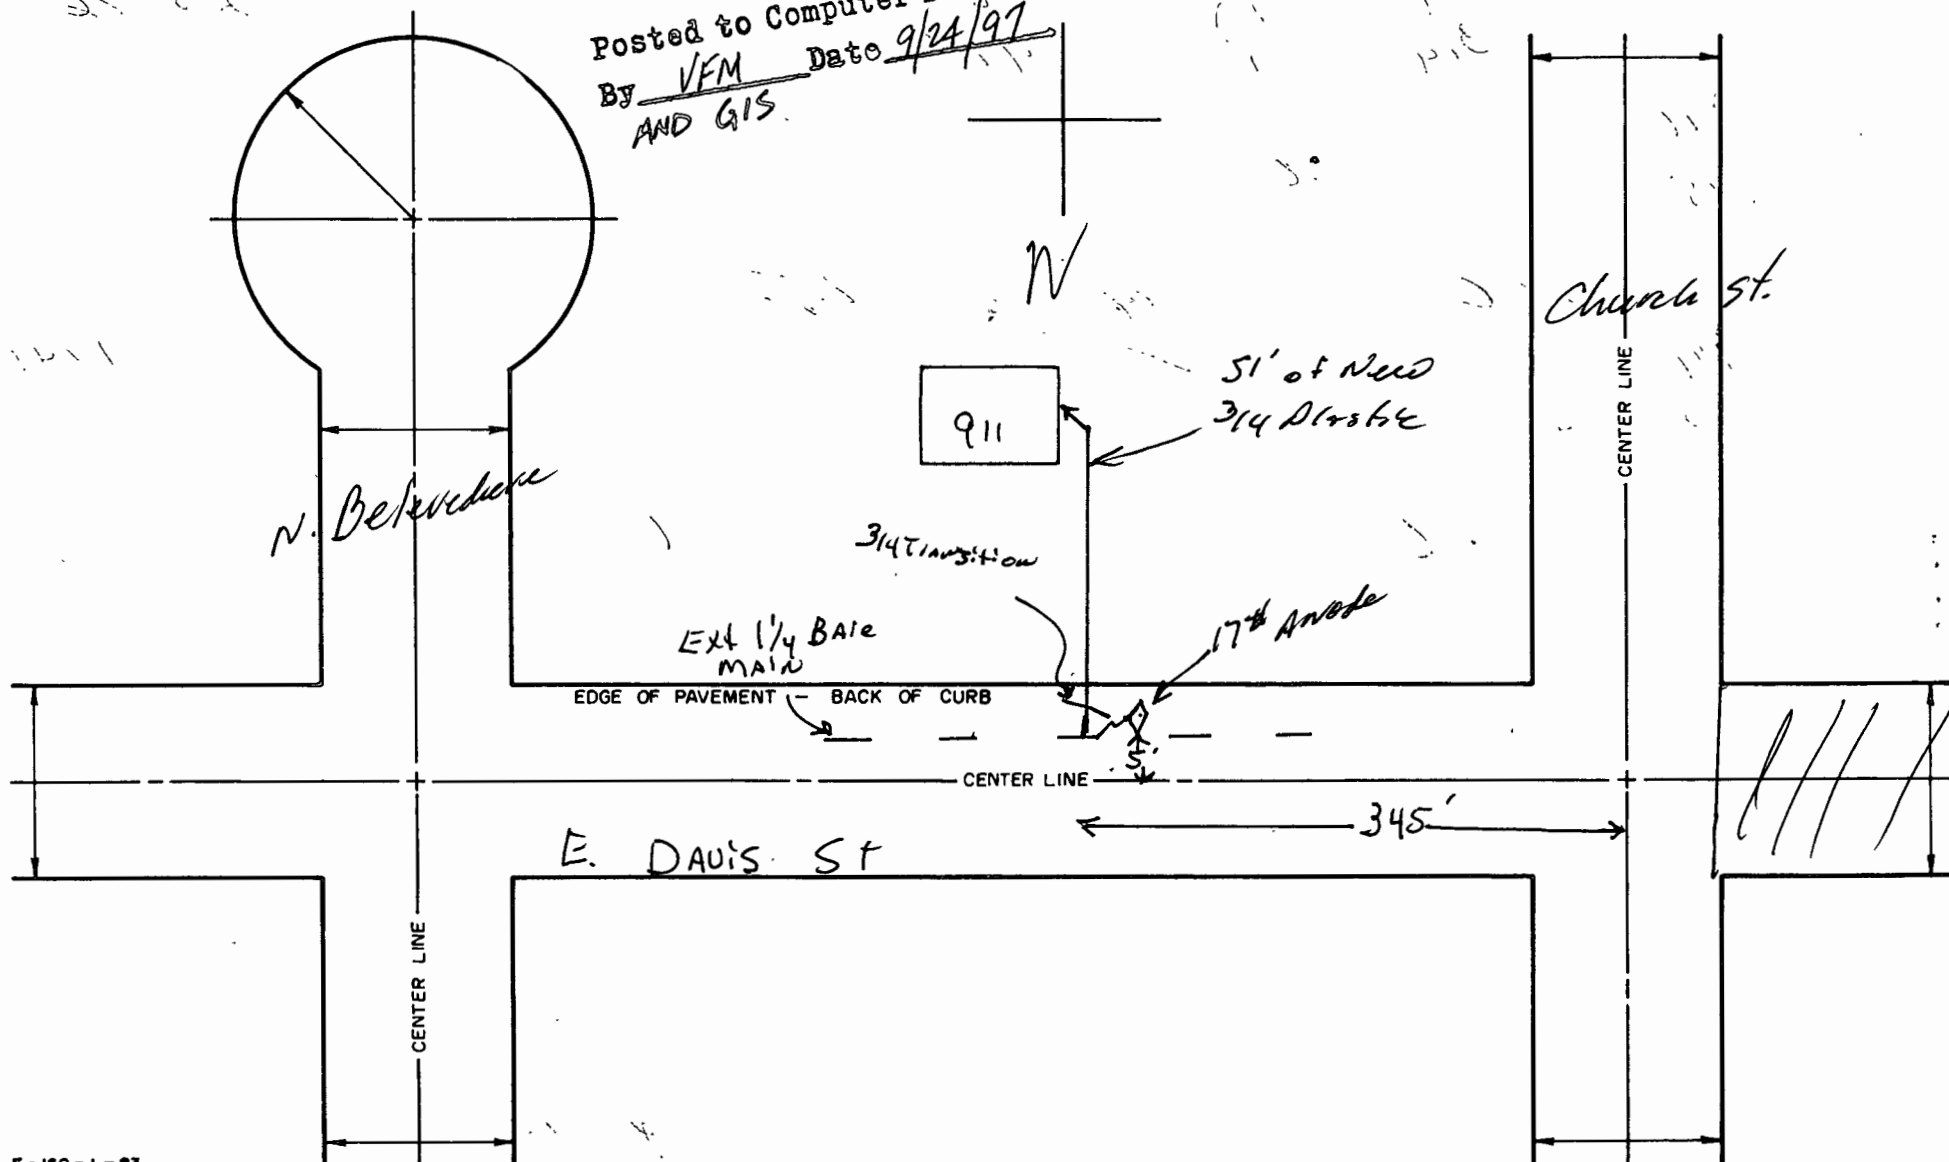 Posted to Computer
By VFM Date 9/24/97
AND GIS
N
Church St.
CENTER LINE
51' of New
3/4 Plastic
911
N. Belevedere
3/4 Transition
17# Anode
Ext 1 1/4 BAre
MAIN
EDGE OF PAVEMENT - BACK OF CURB
5'
CENTER LINE
345'
E. DAViS St
CENTER LINE